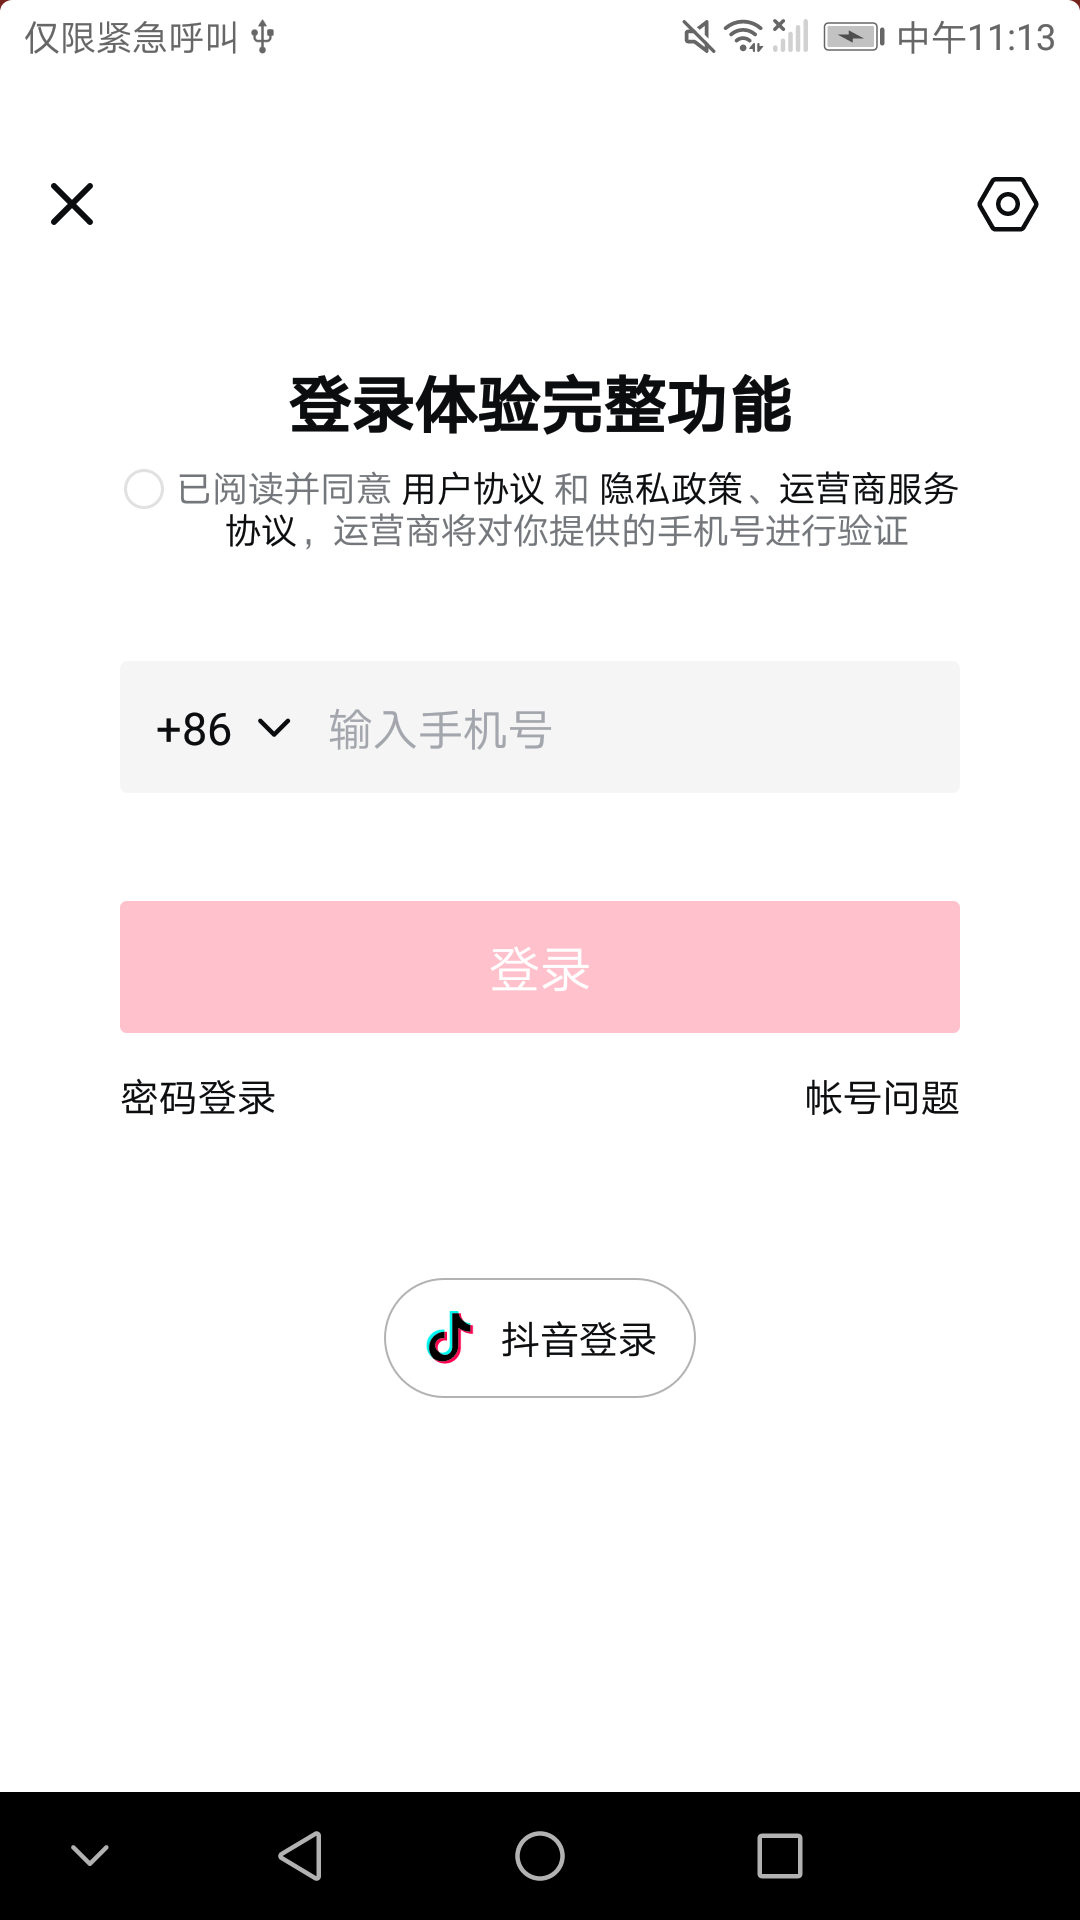 仅限紧急呼叫
中午11:13
登录体验完整功能
已阅读并同意 用户协议 和 隐私政策、运营商服务
协议，运营商将对你提供的手机号进行验证
+86 输入手机号
登录
密码登录 帐号问题
抖音登录